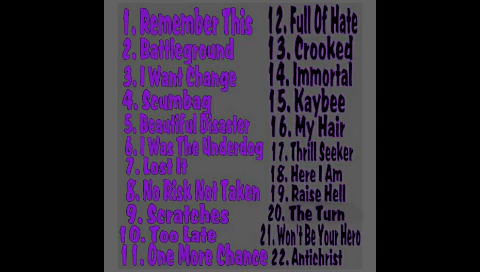 1. Remember This
2. Battleground
3. I Want Change
4. Scumbag
5. Beautiful Disaster
6. I Was The Underdog
7. Lost It
8. No Risk Not Taken
9. Scratches
10. Too Late
11. One More Chance
12. Full Of Hate
13. Crooked
14. Immortal
15. Kaybee
16. My Hair
17. Thrill Seeker
18. Here I Am
19. Raise Hell
20. The Turn
21. Won't Be Your Hero
22. Antichrist